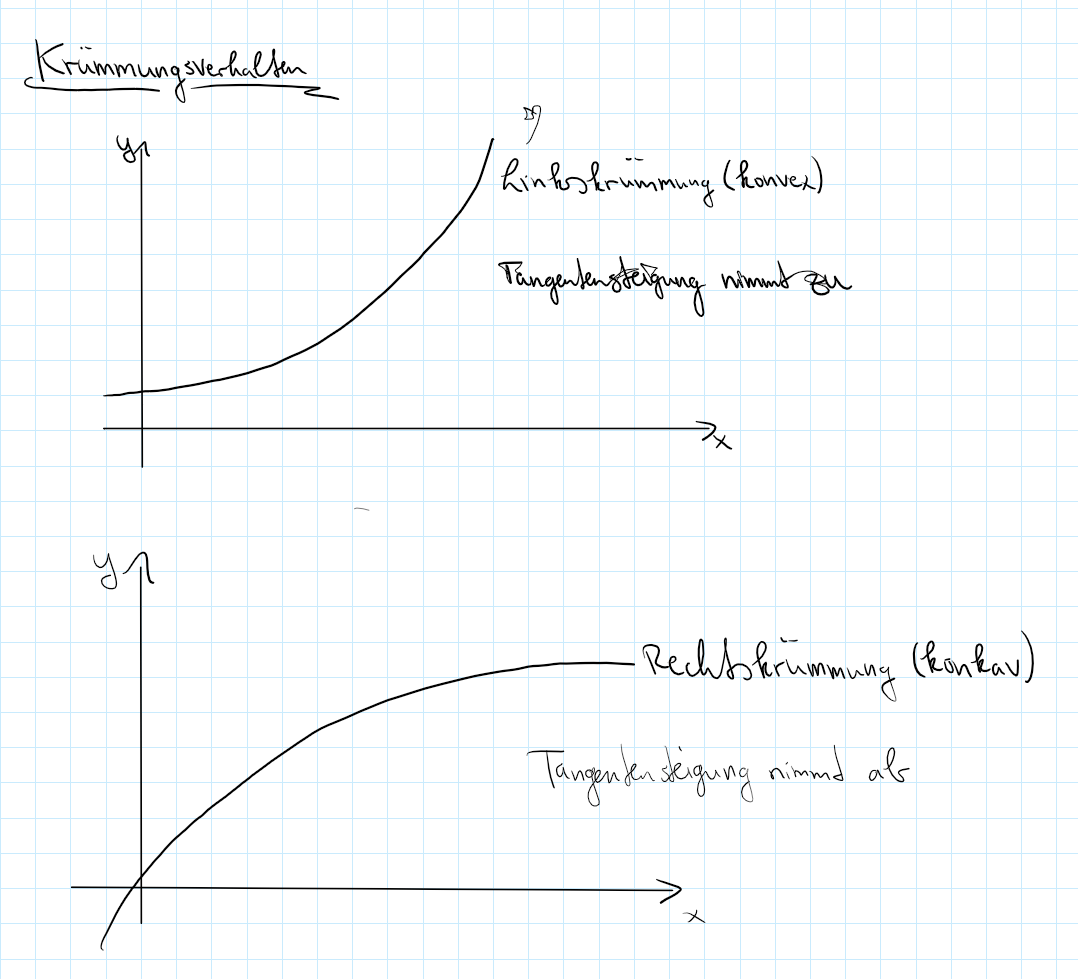 Krümmungsverhalten
y
Linkskrümmung (konvex)
Tangentensteigung nimmt zu
x
y
Rechtskrümmung (konkav)
Tangentensteigung nimmt ab
x